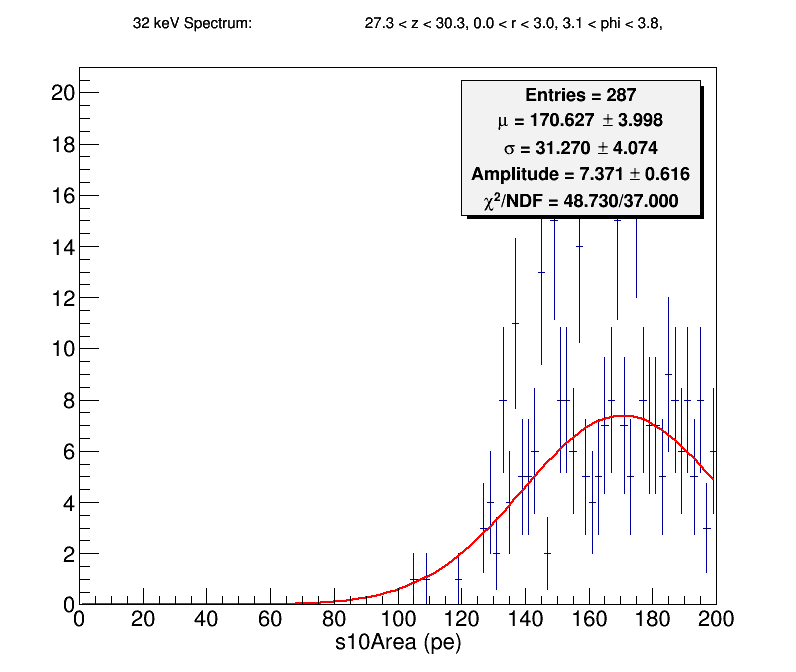 32 keV Spectrum: 27.3 < z < 30.3, 0.0 < r < 3.0, 3.1 < phi < 3.8,
Entries = 287
μ = 170.627 ± 3.998
σ = 31.270 ± 4.074
Amplitude = 7.371 ± 0.616
χ²/NDF = 48.730/37.000
20
18
16
14
12
10
8
6
4
2
0
0 20 40 60 80 100 120 140 160 180 200
s10Area (pe)